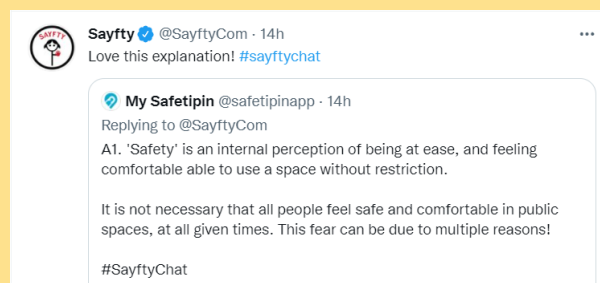 SAYFTY
Sayfty @SayftyCom · 14h
Love this explanation! #sayftychat
My Safetipin @safetipinapp · 14h
Replying to @SayftyCom
A1. 'Safety' is an internal perception of being at ease, and feeling
comfortable able to use a space without restriction.
It is not necessary that all people feel safe and comfortable in public
spaces, at all given times. This fear can be due to multiple reasons!
#SayftyChat